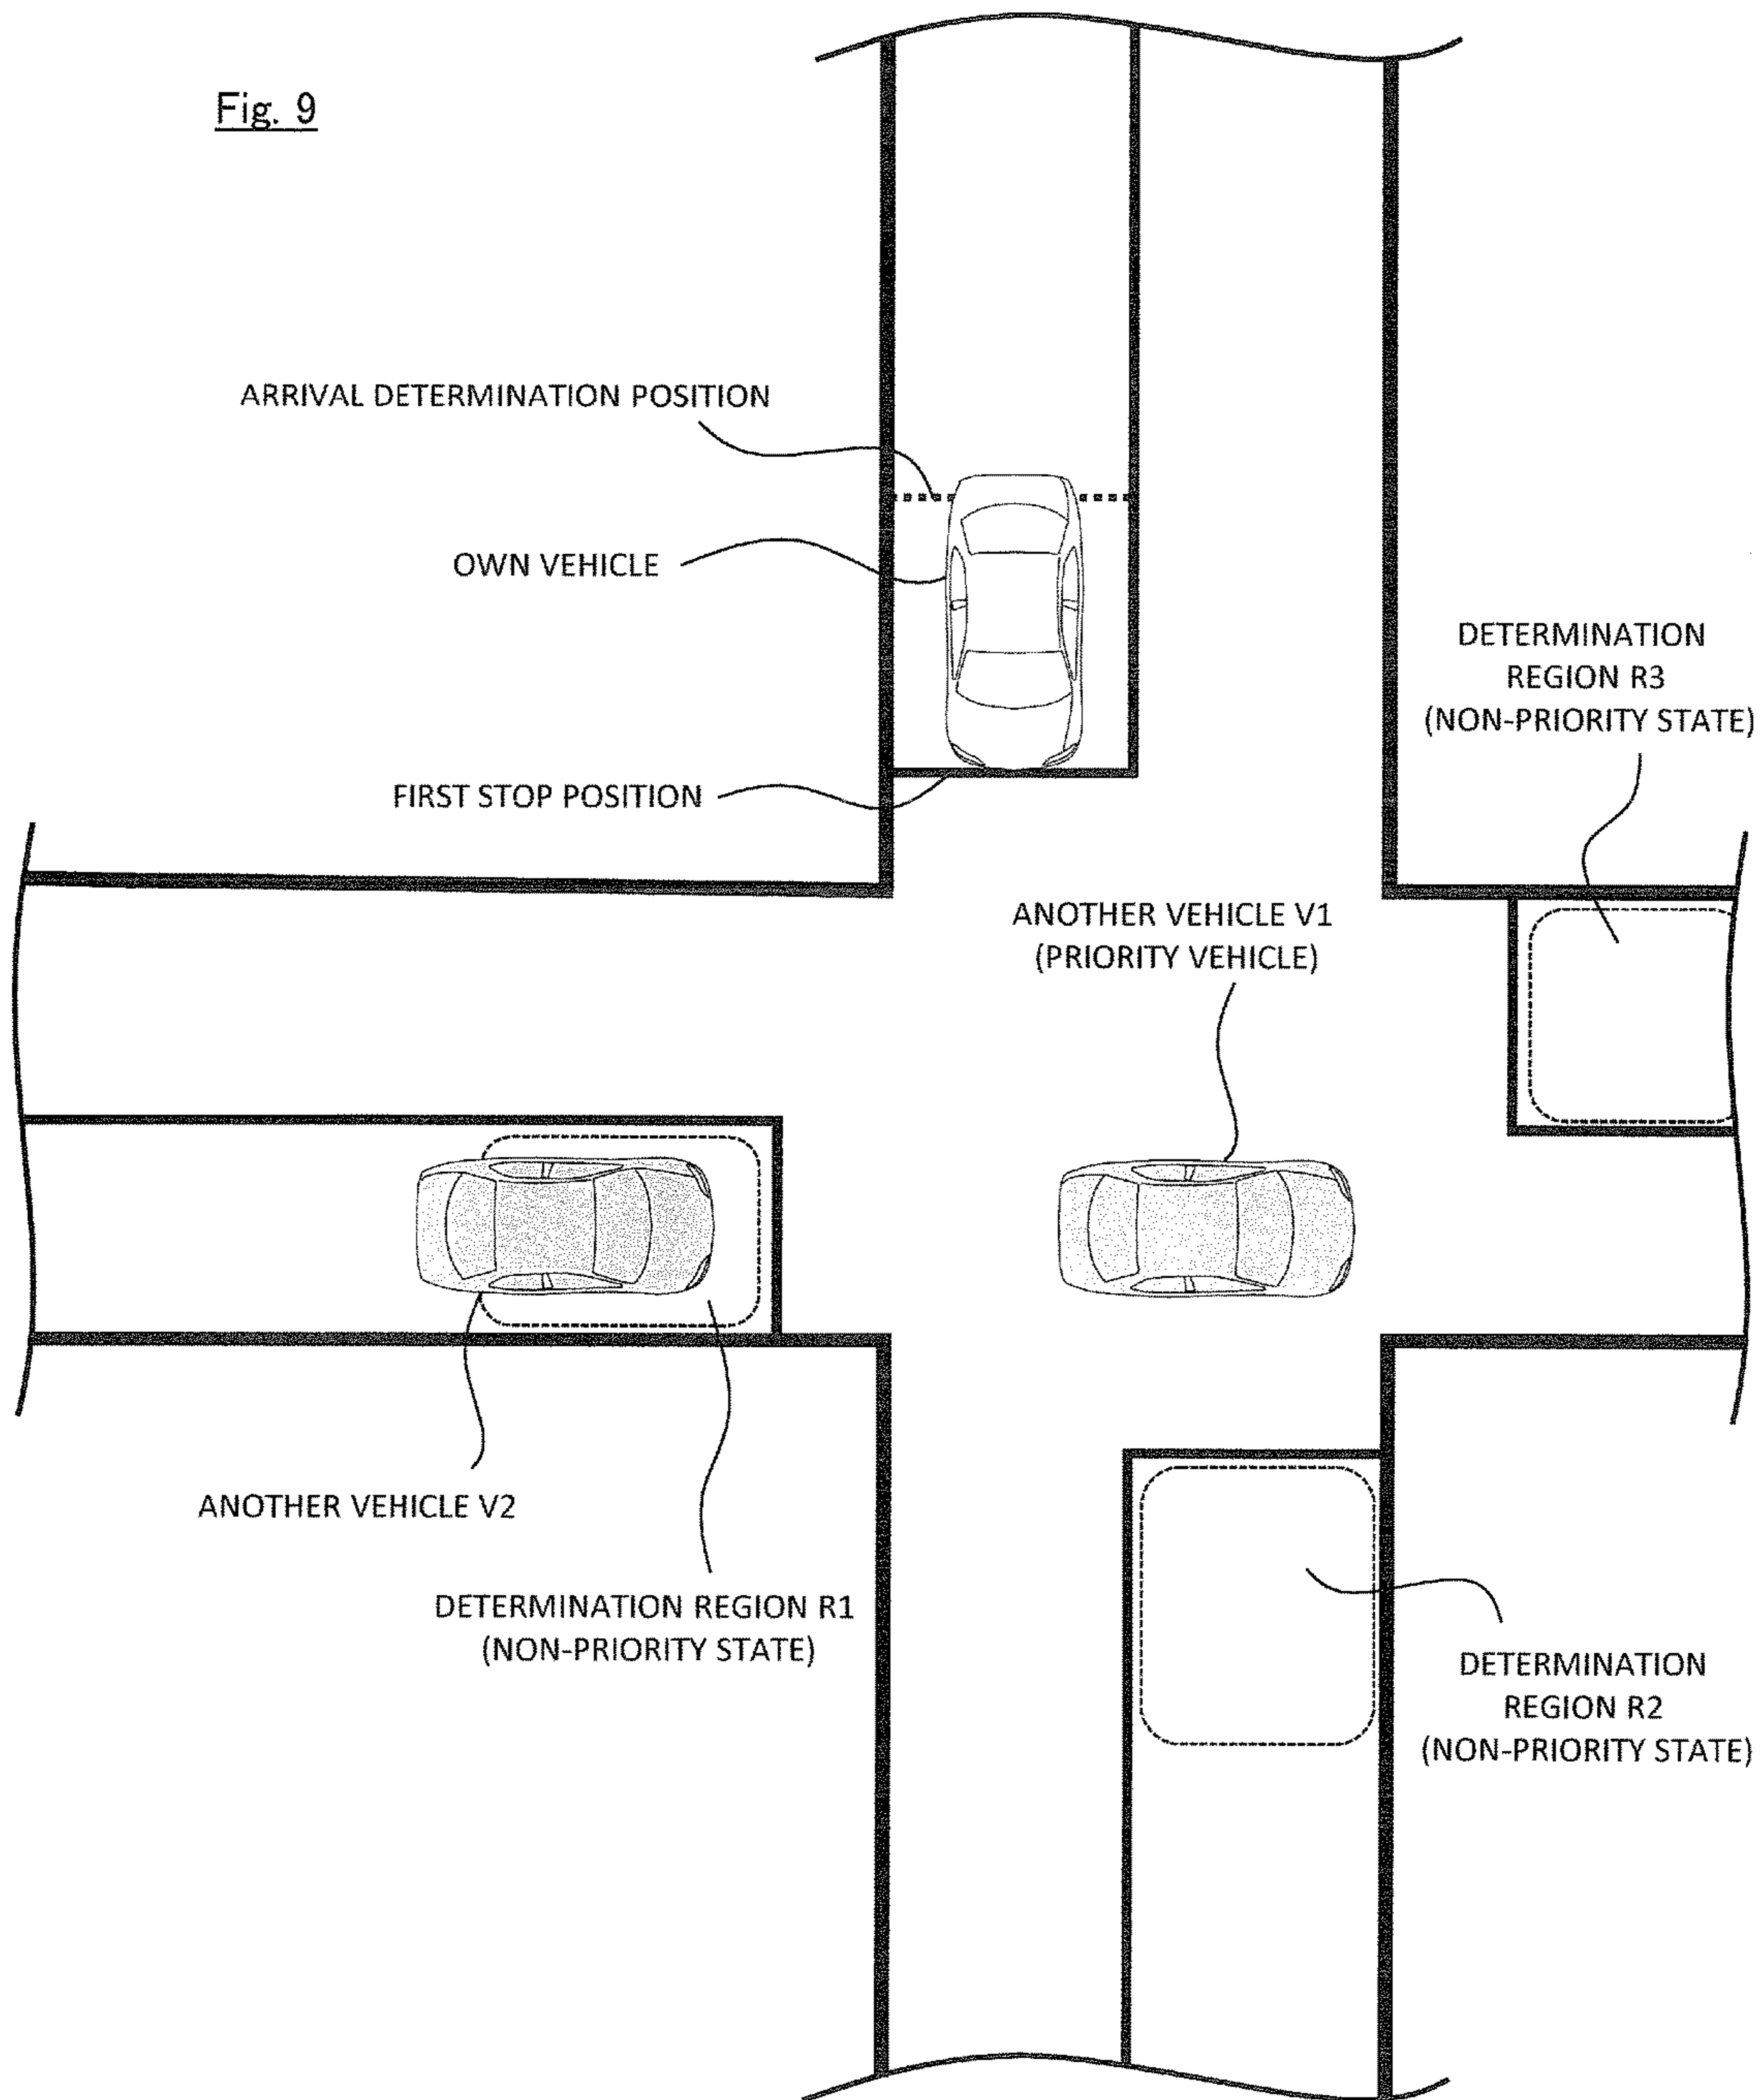 Fig. 9
ARRIVAL DETERMINATION POSITION
OWN VEHICLE
DETERMINATION
REGION R3
(NON-PRIORITY STATE)
FIRST STOP POSITION
ANOTHER VEHICLE V1
(PRIORITY VEHICLE)
ANOTHER VEHICLE V2
DETERMINATION REGION R1
(NON-PRIORITY STATE)
DETERMINATION
REGION R2
(NON-PRIORITY STATE)